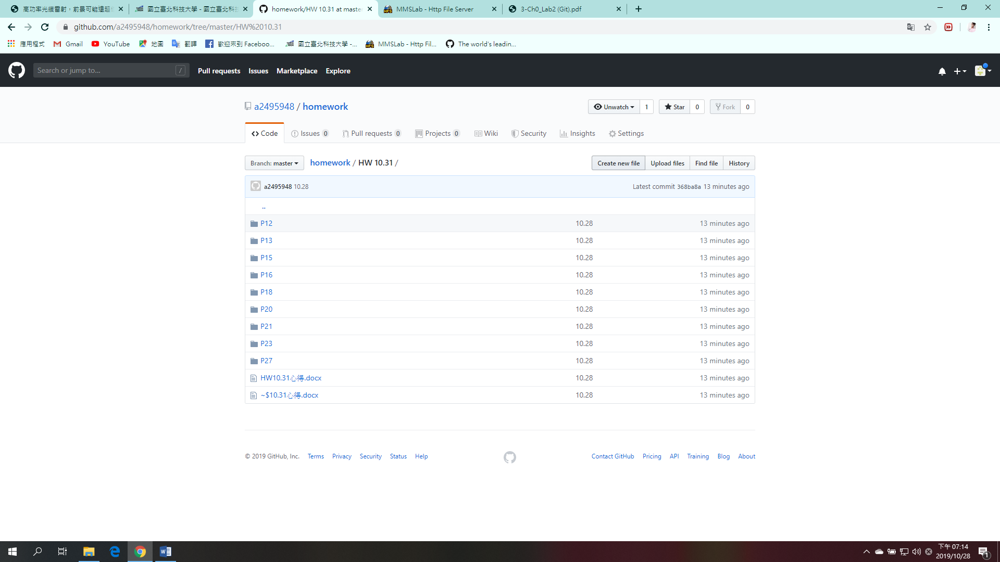 高功率光纖雷射，前景可能遠超
國立臺北科技大學 - 國立臺北科技
homework/HW 10.31 at master
MMSLab - Http File Server
3-Ch0_Lab2 (Git).pdf
github.com/a2495948/homework/tree/master/HW%2010.31
應用程式
Gmail
YouTube
地圖
翻譯
歡迎來到 Faceboo...
國立臺北科技大學 -...
MMSLab - Http Fil...
The world's leadin...
Search or jump to... /
Pull requests Issues Marketplace Explore
a2495948 / homework
Unwatch 1 Star 0 Fork 0
Code Issues 0 Pull requests 0 Projects 0 Wiki Security Insights Settings
Branch: master homework / HW 10.31 /
Create new file Upload files Find file History
a2495948 10.28 Latest commit 368ba8a 13 minutes ago
..
P12 10.28 13 minutes ago
P13 10.28 13 minutes ago
P15 10.28 13 minutes ago
P16 10.28 13 minutes ago
P18 10.28 13 minutes ago
P20 10.28 13 minutes ago
P21 10.28 13 minutes ago
P23 10.28 13 minutes ago
P27 10.28 13 minutes ago
HW10.31心得.docx 10.28 13 minutes ago
~$10.31心得.docx 10.28 13 minutes ago
© 2019 GitHub, Inc. Terms Privacy Security Status Help
Contact GitHub Pricing API Training Blog About
下午 07:14
2019/10/28
1